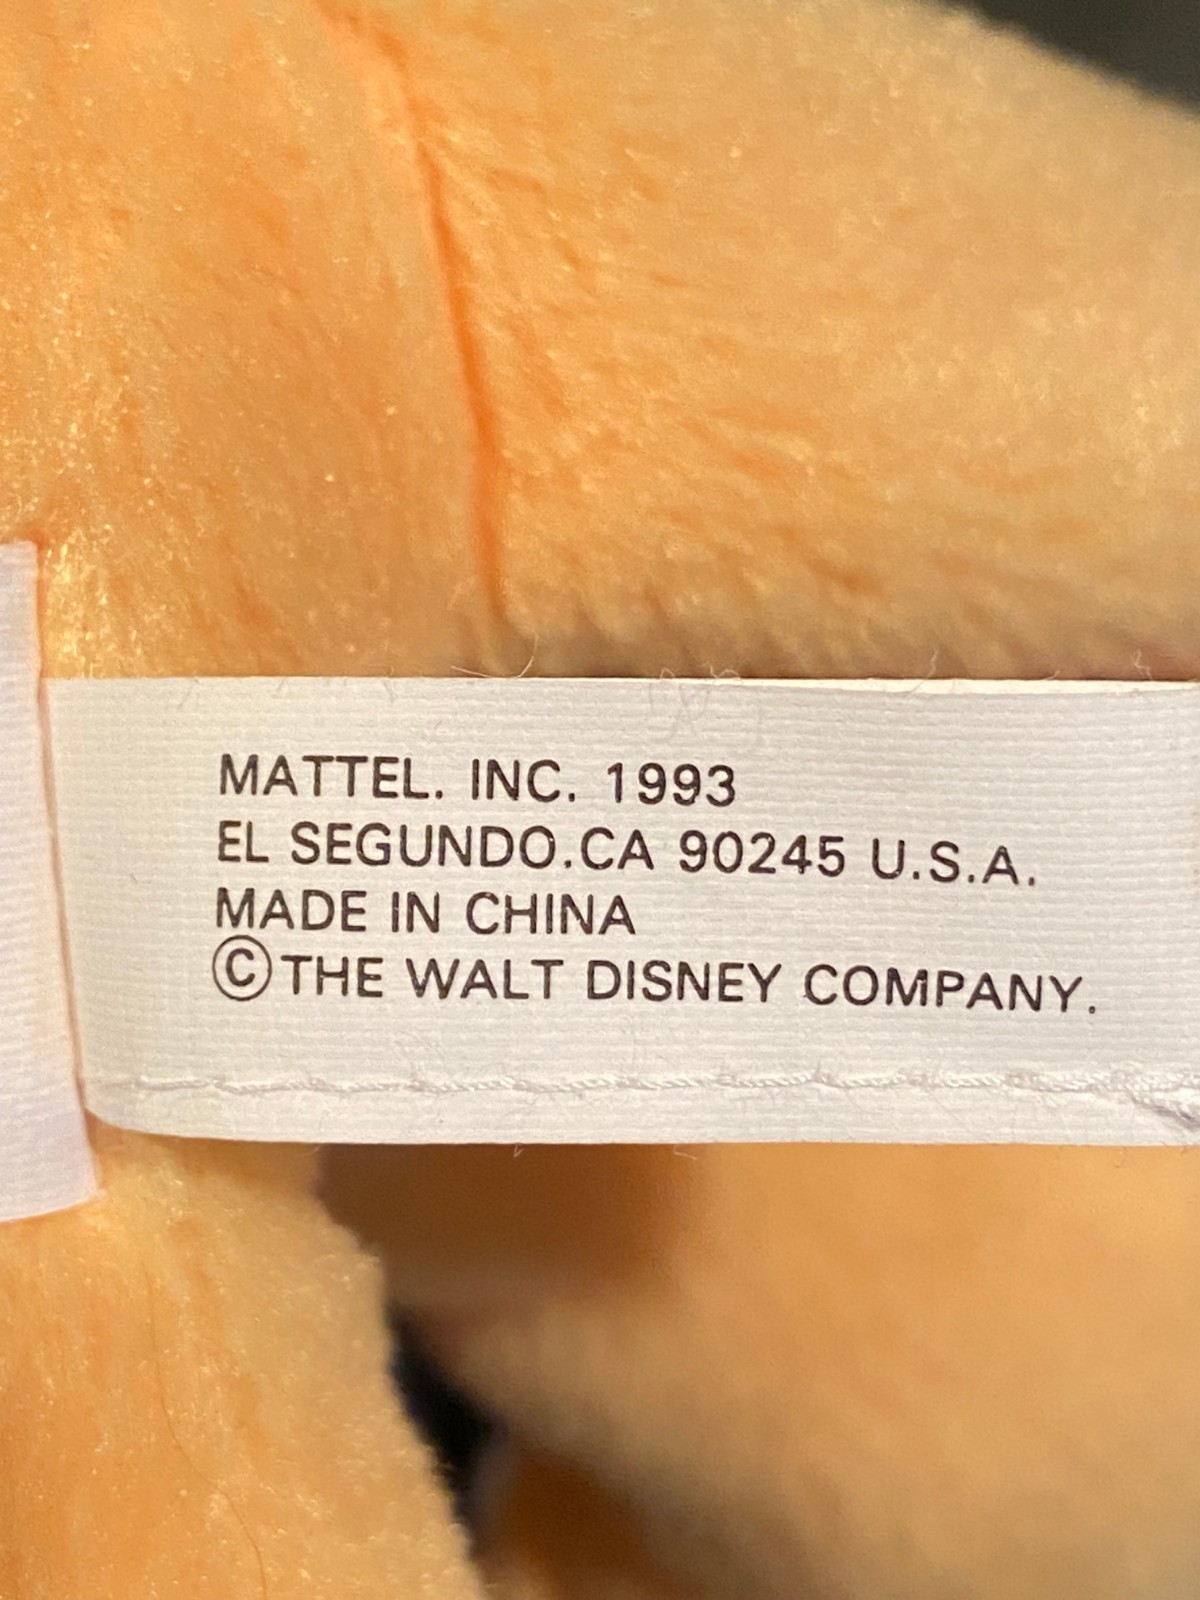 MATTEL. INC. 1993
EL SEGUNDO.CA 90245 U.S.A.
MADE IN CHINA
©THE WALT DISNEY COMPANY.